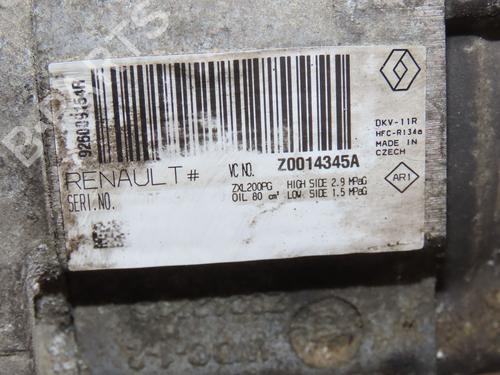 926009154R
RENAULT #
SERI.NO.
VC NO. Z0014345A
ZXL200PG HIGH SIDE 2.9 MPaG
OIL 80 cm³ LOW. SIDE 1.5 MPaG
DKV-11R
HFC-R134a
MADE IN
CZECH
AR1